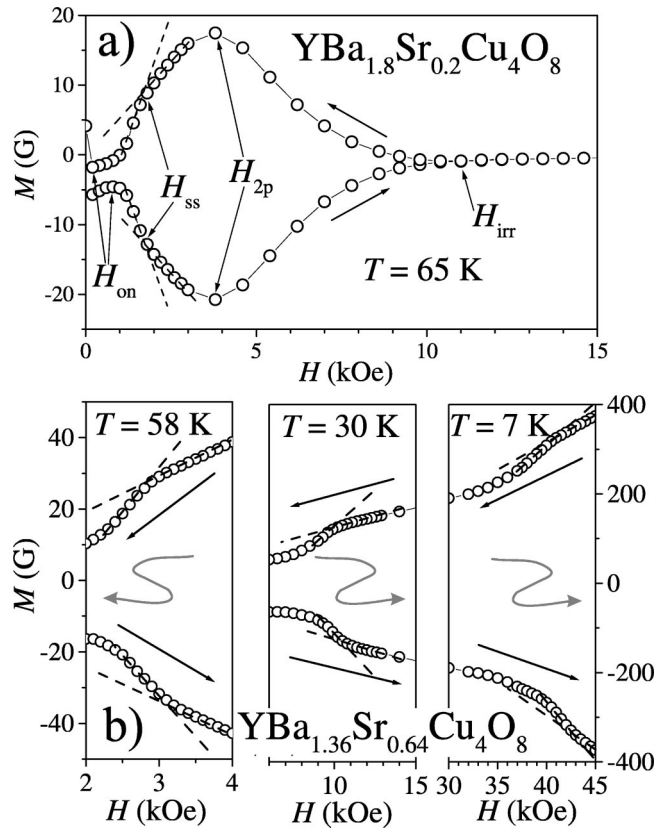 a)
YBa1.8Sr0.2Cu4O8
M (G)
20
10
0
-10
-20
Hon
Hss
H2p
Hirr
T = 65 K
0 5 10 15
H (kOe)
T = 58 K
T = 30 K
T = 7 K
M (G)
40
20
0
-20
-40
400
200
0
-200
-400
b)
YBa1.36Sr0.64Cu4O8
2 3 4
10 15
30 35 40 45
H (kOe)
H (kOe)
H (kOe)